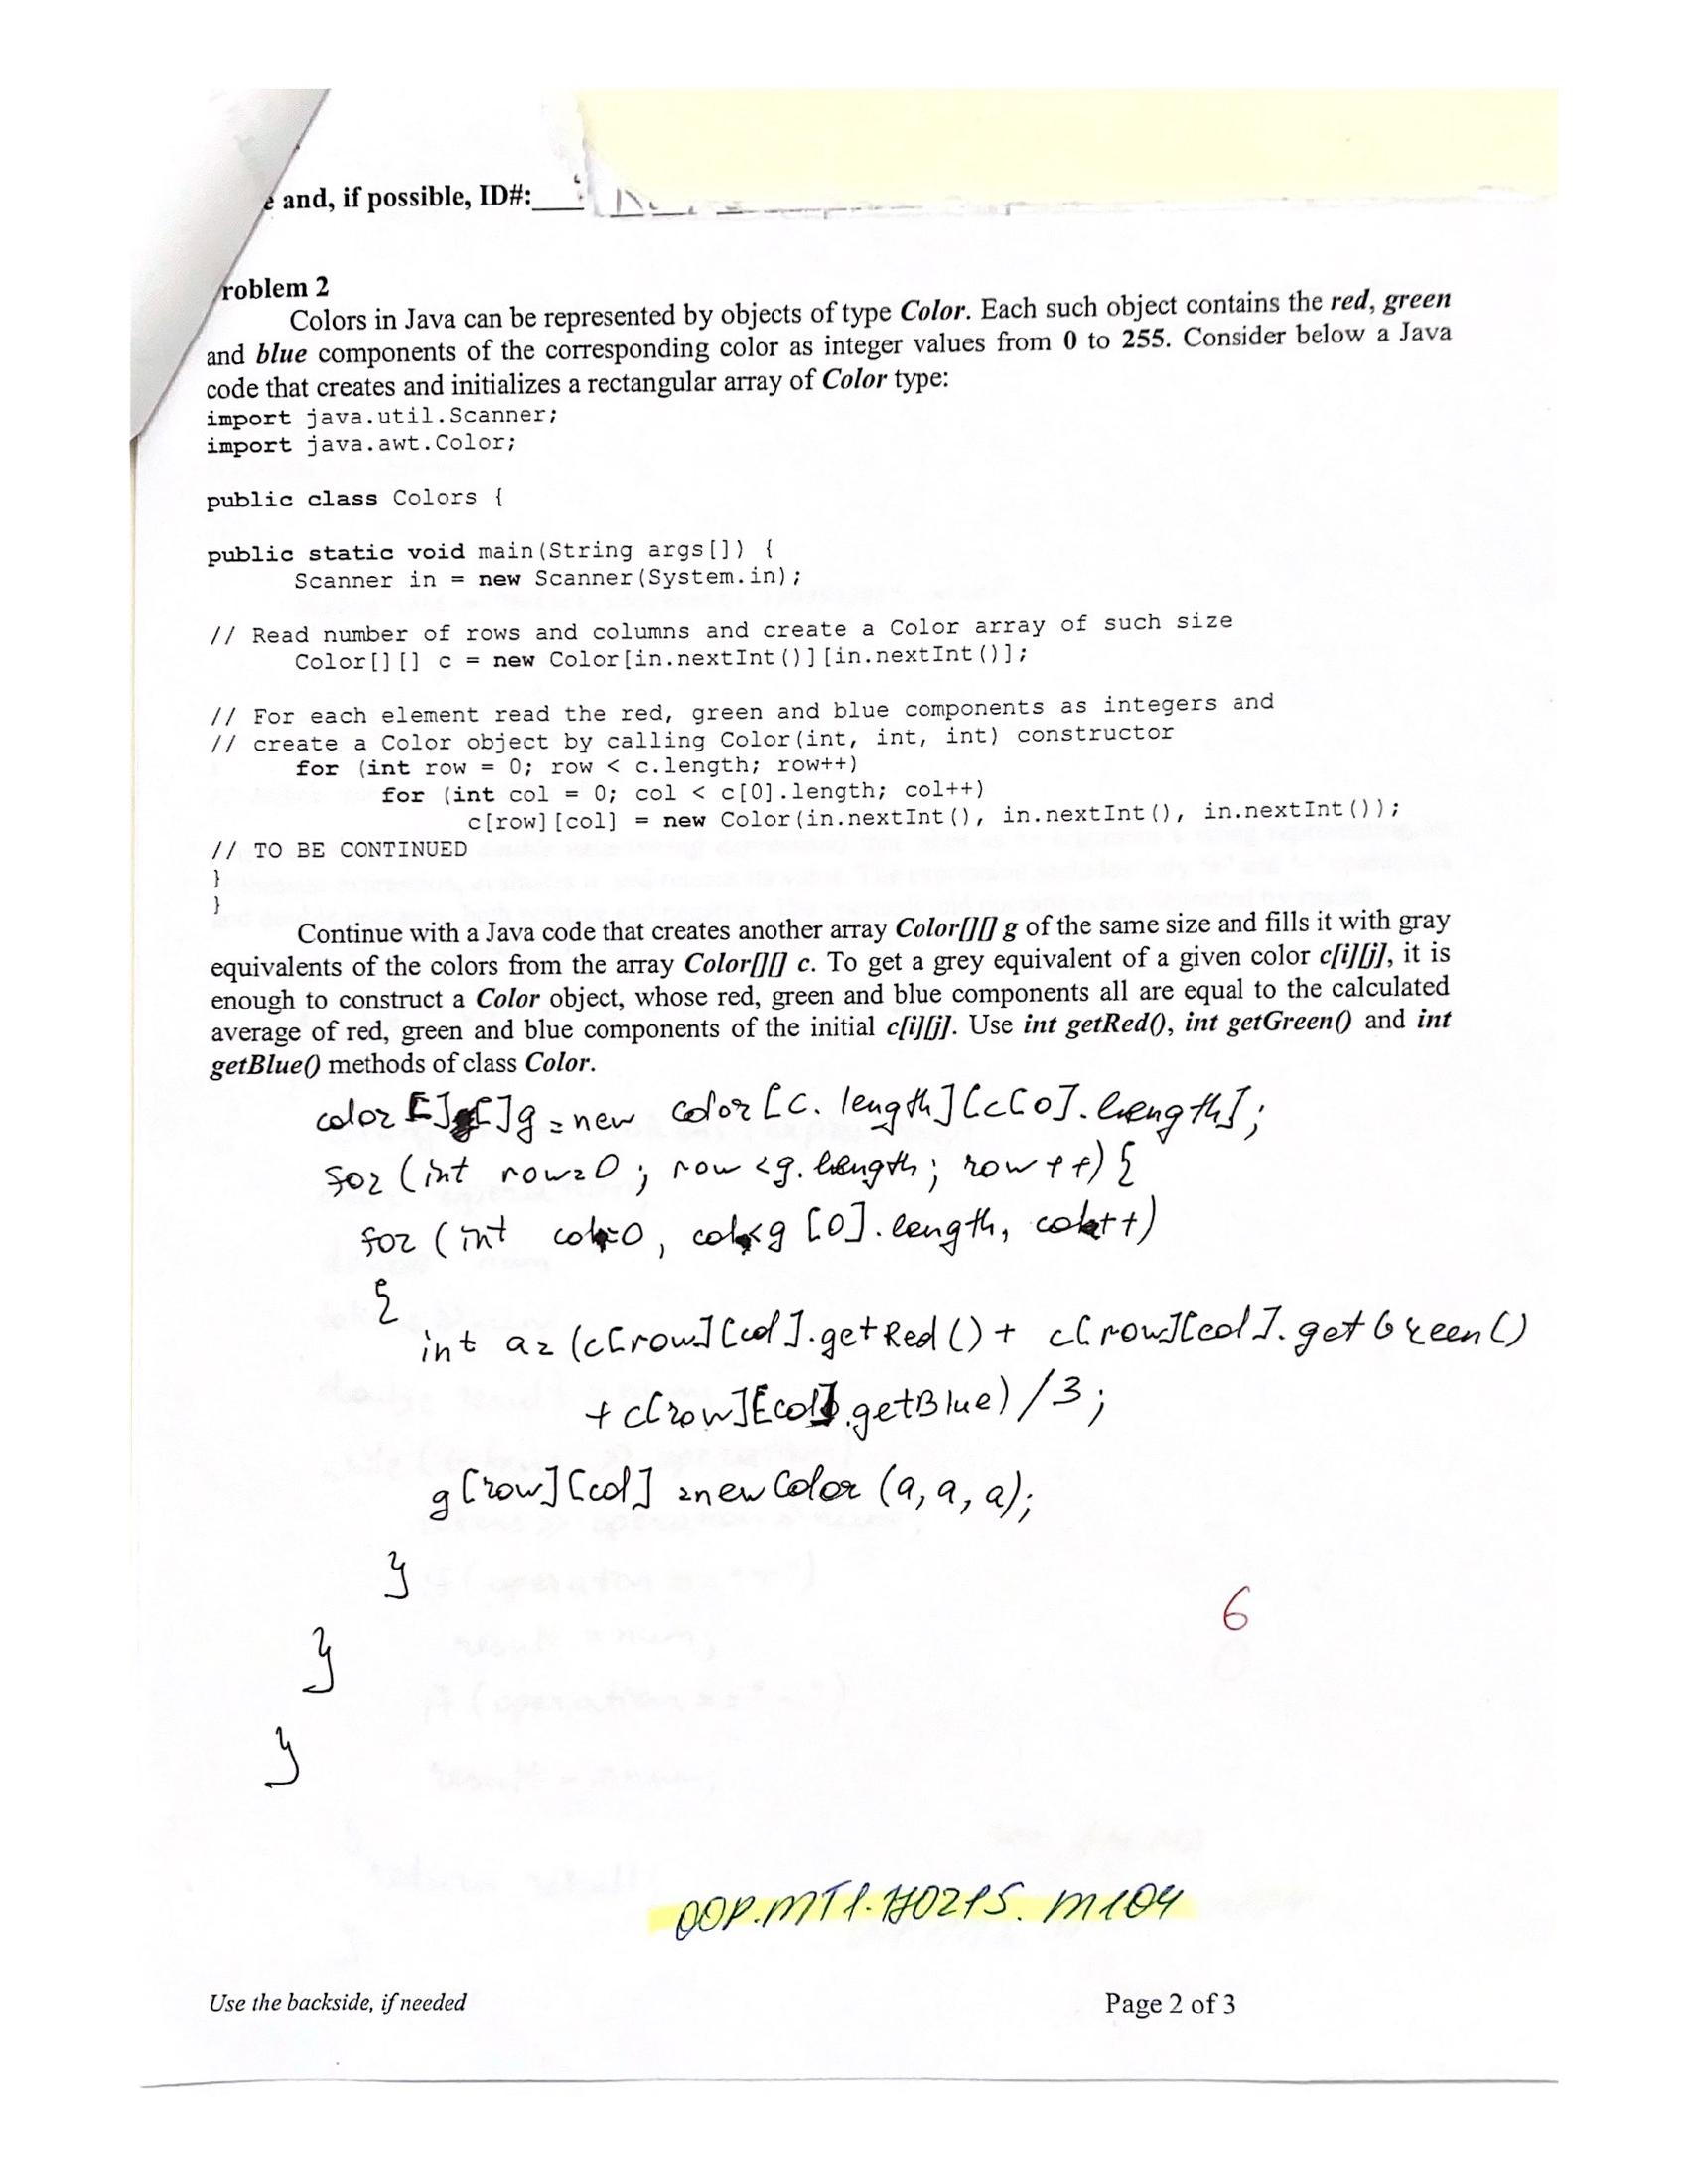 and, if possible, ID#:
roblem 2
Colors in Java can be represented by objects of type Color. Each such object contains the red, green
and blue components of the corresponding color as integer values from 0 to 255. Consider below a Java
code that creates and initializes a rectangular array of Color type:
import java.util.Scanner;
import java.awt.Color;
public class Colors {
public static void main(String args[]) {
Scanner in = new Scanner(System.in);
// Read number of rows and columns and create a Color array of such size
Color[][] c = new Color[in.nextInt()][in.nextInt()];
// For each element read the red, green and blue components as integers and
// create a Color object by calling Color(int, int, int) constructor
for (int row = 0; row < c.length; row++)
for (int col = 0; col < c[0].length; col++)
c[row][col] = new Color(in.nextInt(), in.nextInt(), in.nextInt());
// TO BE CONTINUED
}
}
Continue with a Java code that creates another array Color[][] g of the same size and fills it with gray
equivalents of the colors from the array Color[][] c. To get a grey equivalent of a given color c[i][j], it is
enough to construct a Color object, whose red, green and blue components all are equal to the calculated
average of red, green and blue components of the initial c[i][j]. Use int getRed(), int getGreen() and int
getBlue() methods of class Color.
color [][]g = new color [c.length][c[0].length];
for (int row=0; row<g.length; row++) {
for (int col=0, col<g[0].length, col++)
{
int a= (c[row][col].getRed()+ c[row][col].getGreen()
+ c[row][col].getBlue) /3;
g[row][col] =new Color (a, a, a);
}
}
}
6
OOP.MT1.170215.M104
Use the backside, if needed
Page 2 of 3